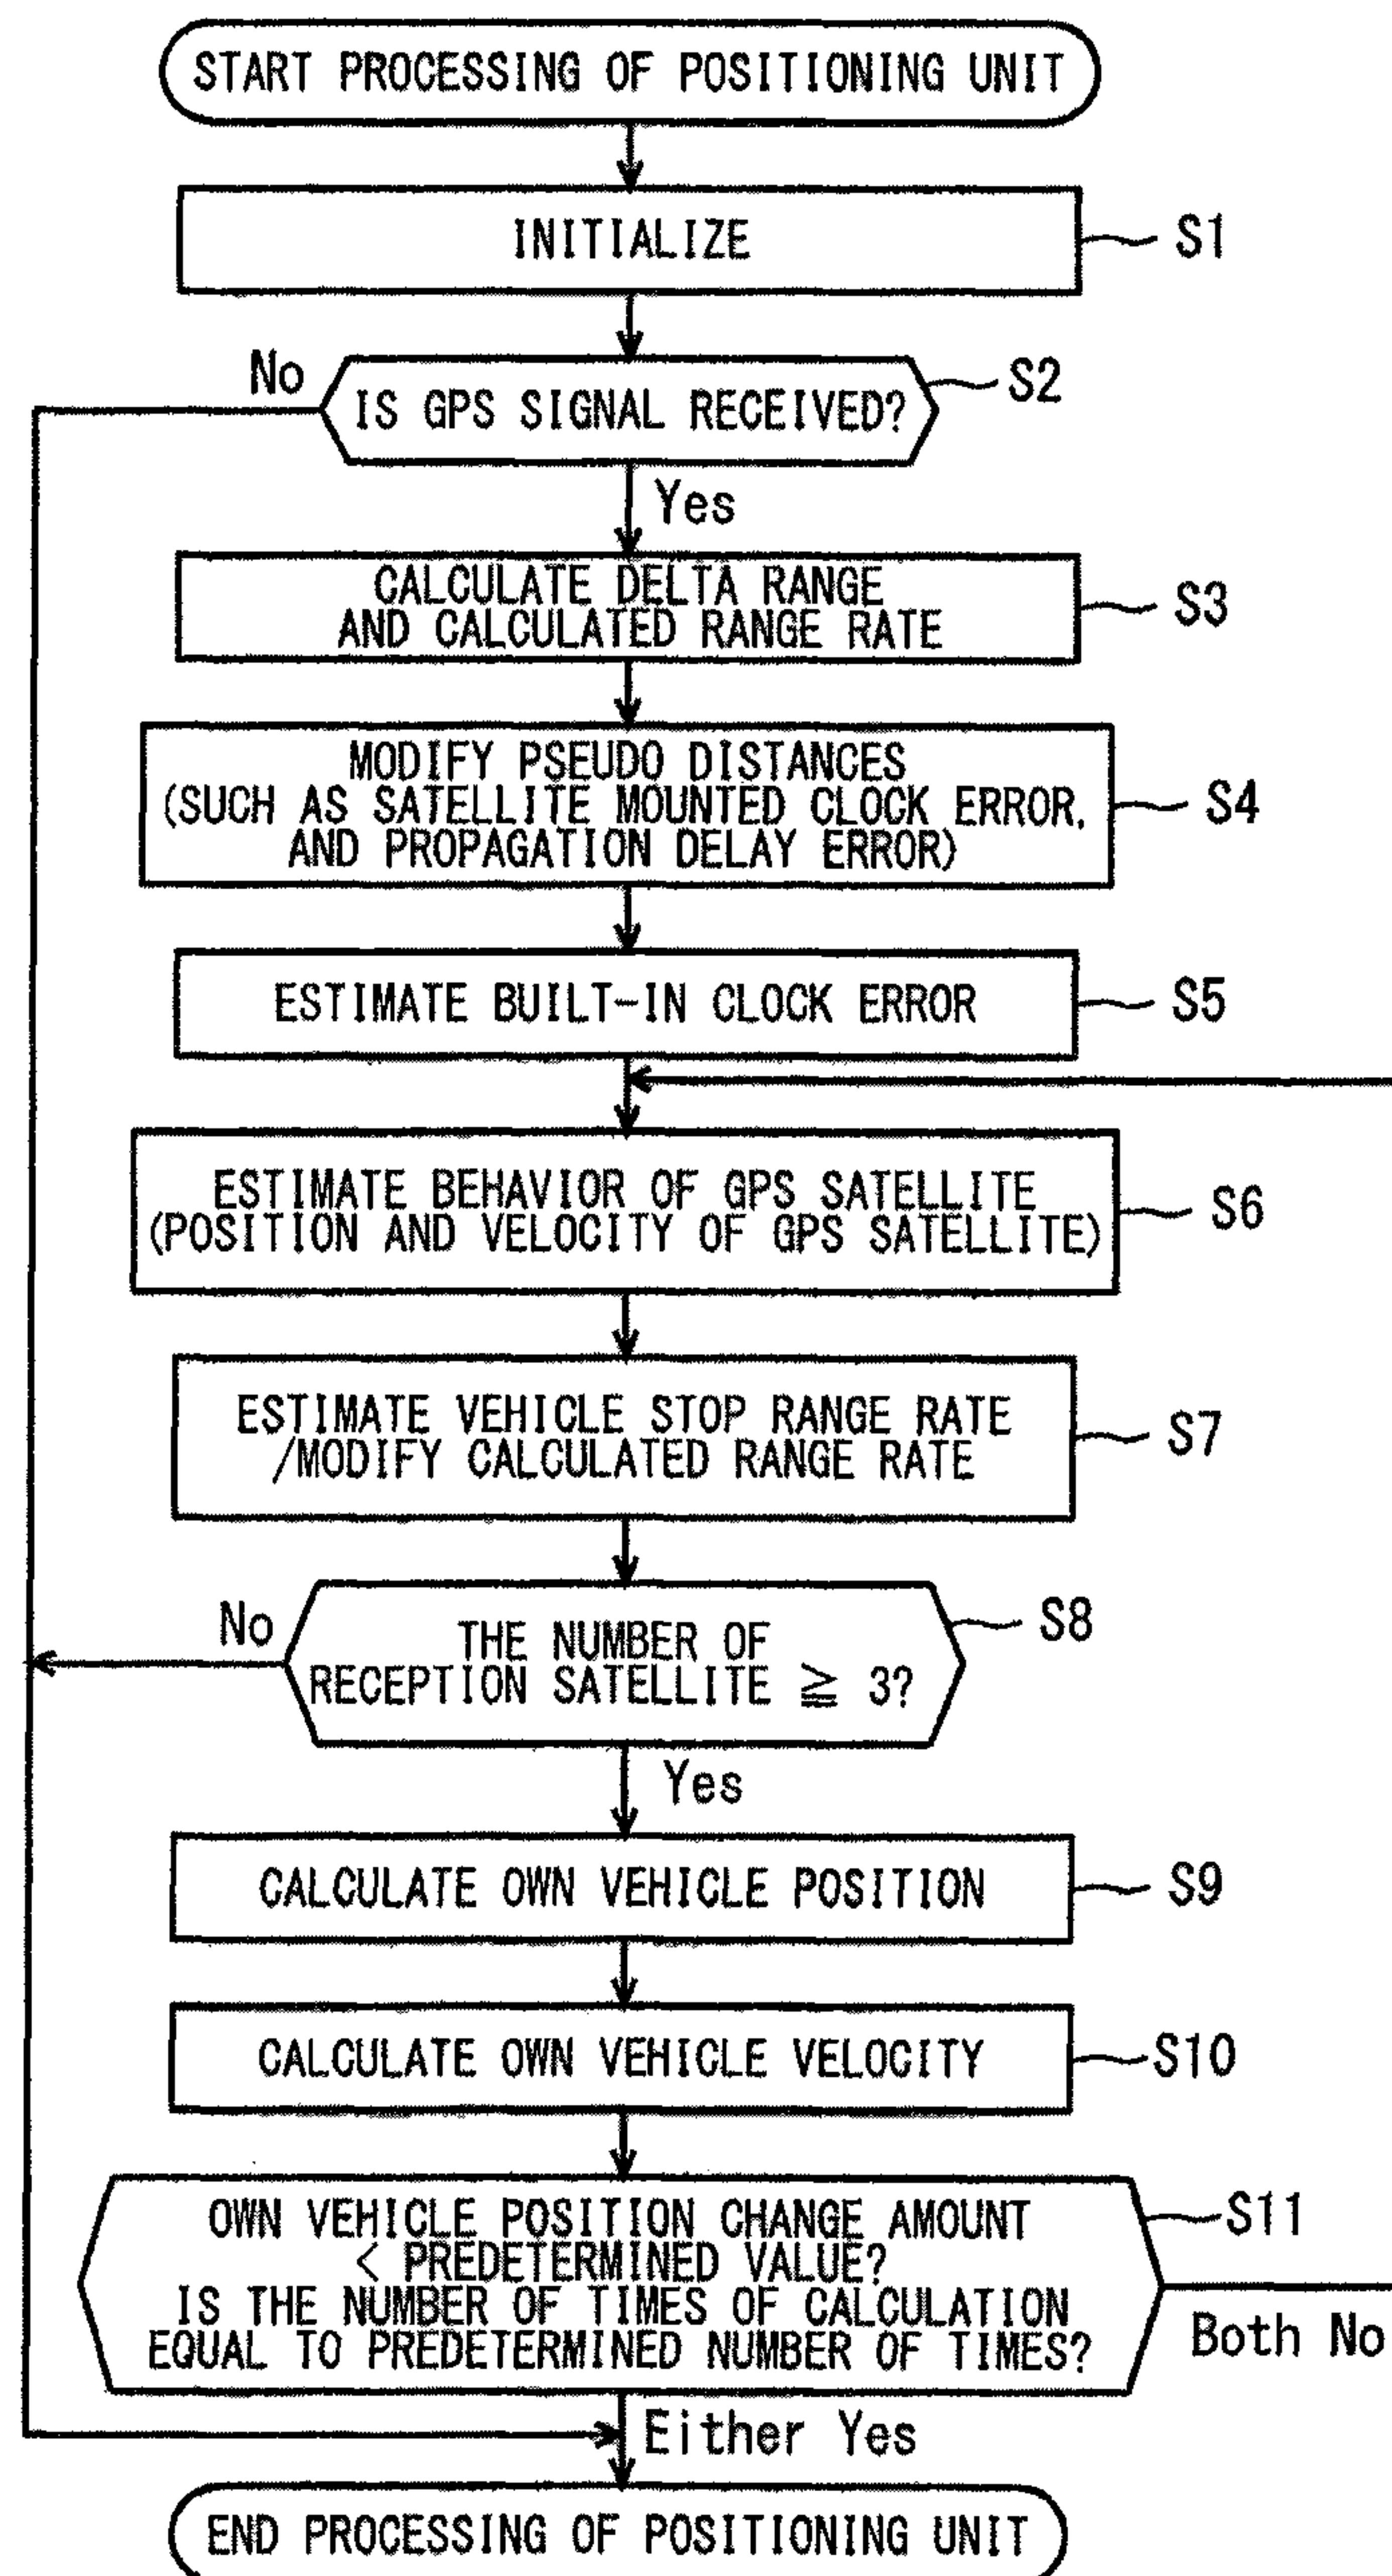 START PROCESSING OF POSITIONING UNIT
INITIALIZE
S1
No
IS GPS SIGNAL RECEIVED?
S2
Yes
CALCULATE DELTA RANGE
AND CALCULATED RANGE RATE
S3
MODIFY PSEUDO DISTANCES
(SUCH AS SATELLITE MOUNTED CLOCK ERROR,
AND PROPAGATION DELAY ERROR)
S4
ESTIMATE BUILT-IN CLOCK ERROR
S5
ESTIMATE BEHAVIOR OF GPS SATELLITE
(POSITION AND VELOCITY OF GPS SATELLITE)
S6
ESTIMATE VEHICLE STOP RANGE RATE
/MODIFY CALCULATED RANGE RATE
S7
No
THE NUMBER OF
RECEPTION SATELLITE ≧ 3?
S8
Yes
CALCULATE OWN VEHICLE POSITION
S9
CALCULATE OWN VEHICLE VELOCITY
S10
OWN VEHICLE POSITION CHANGE AMOUNT
< PREDETERMINED VALUE?
IS THE NUMBER OF TIMES OF CALCULATION
EQUAL TO PREDETERMINED NUMBER OF TIMES?
S11
Both No
Either Yes
END PROCESSING OF POSITIONING UNIT